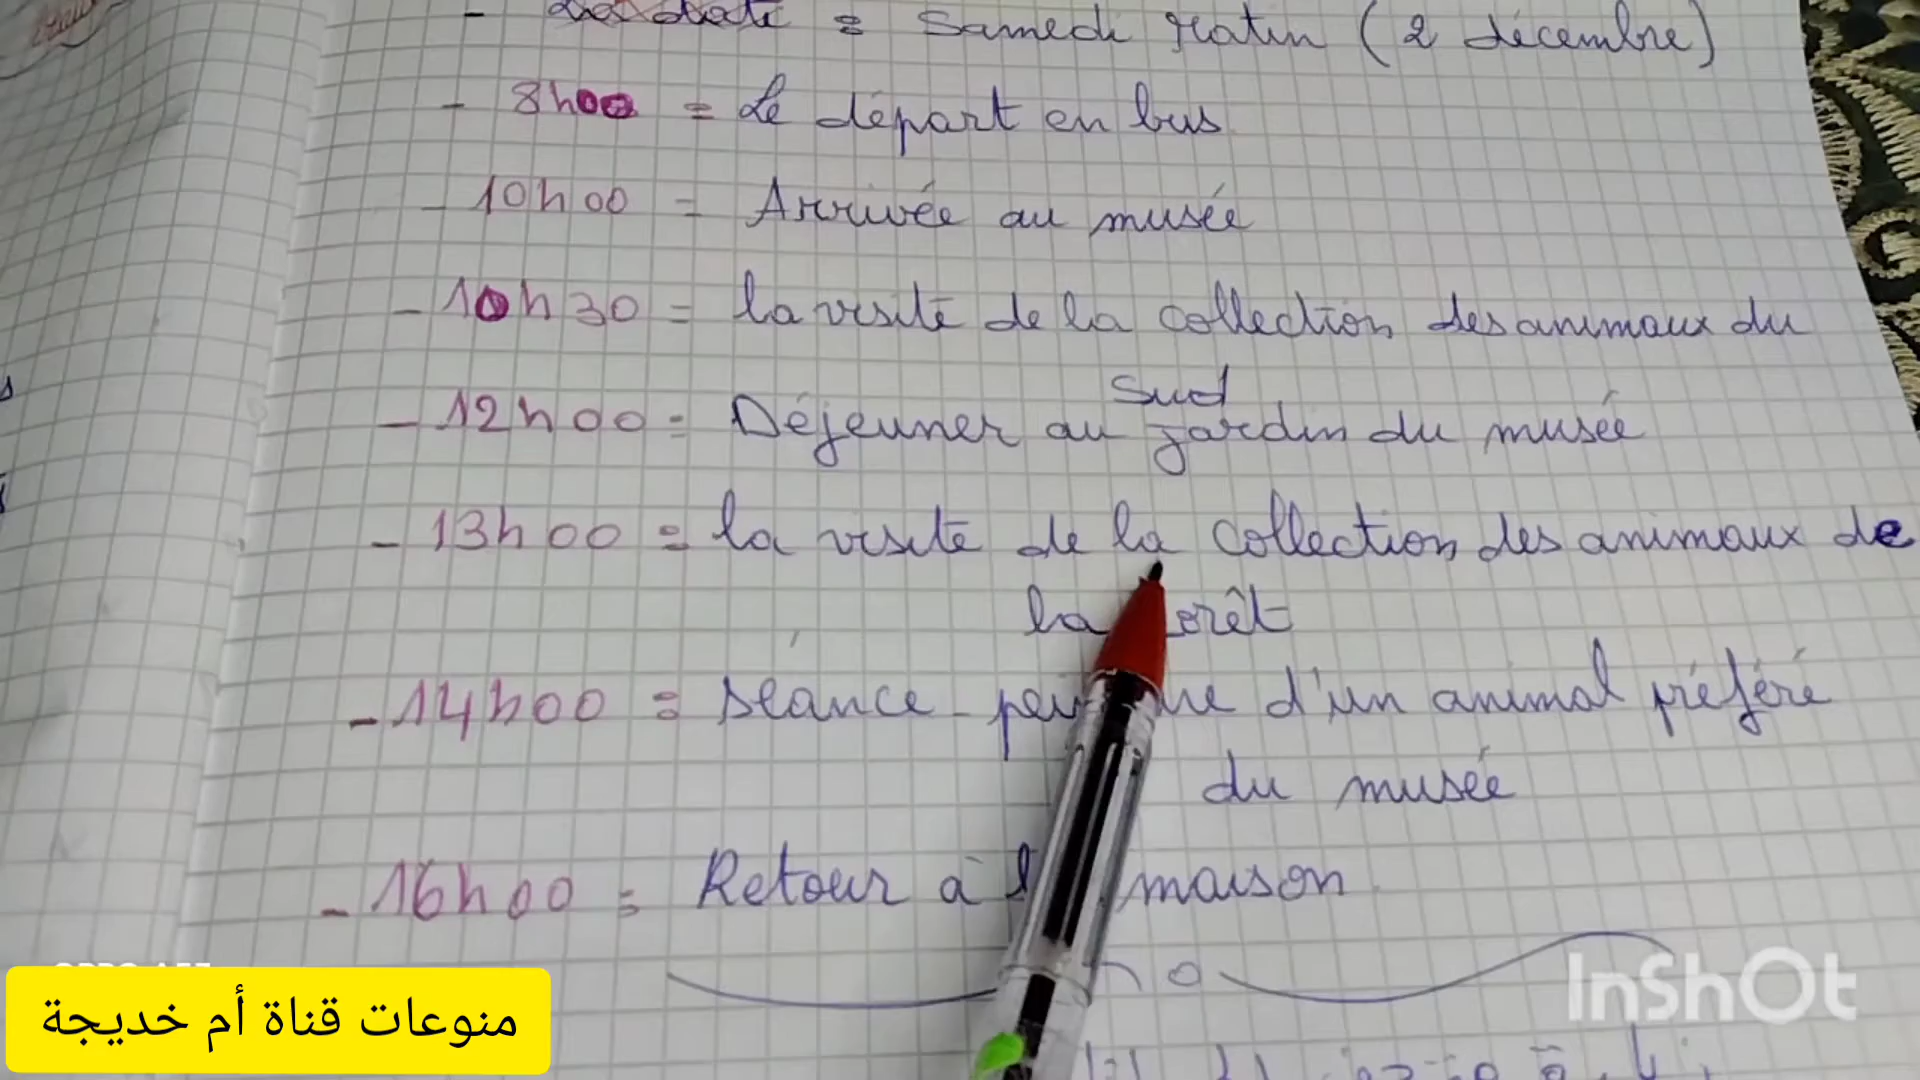 = Samedi Matin (2 décembre)
- 8h00 = Le départ en bus
- 10h00 = Arrivée au musée
- 10h30 = la visite de la collection des animaux du
sud
- 12h00 = Déjeuner au jardin du musée
- 13h00 = la visite de la collection des animaux de
la
- 14h00 = séance d'un animal préféré
du musée
- 16h00 = Retour à maison
InShOt
منوعات قناة أم خديجة